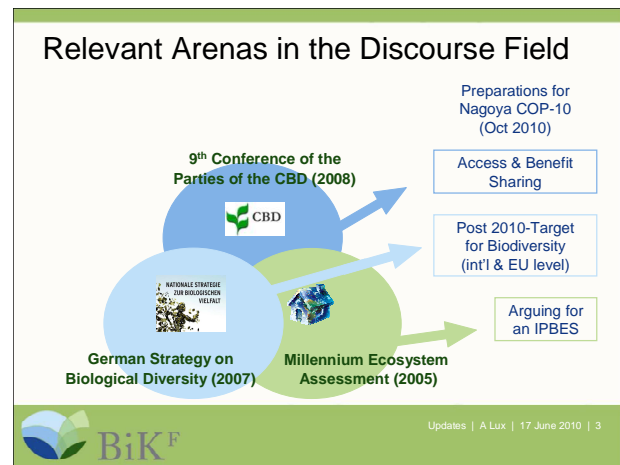 Relevant Arenas in the Discourse Field
Preparations for
Nagoya COP-10
(Oct 2010)
9th Conference of the
Parties of the CBD (2008)
CBD
Access & Benefit
Sharing
Post 2010-Target
for Biodiversity
(int'l & EU level)
NATIONALE STRATEGIE
ZUR BIOLOGISCHEN
VIELFALT
Arguing for
an IPBES
German Strategy on
Biological Diversity (2007)
Millennium Ecosystem
Assessment (2005)
BiK F
Updates | A Lux | 17 June 2010 | 3